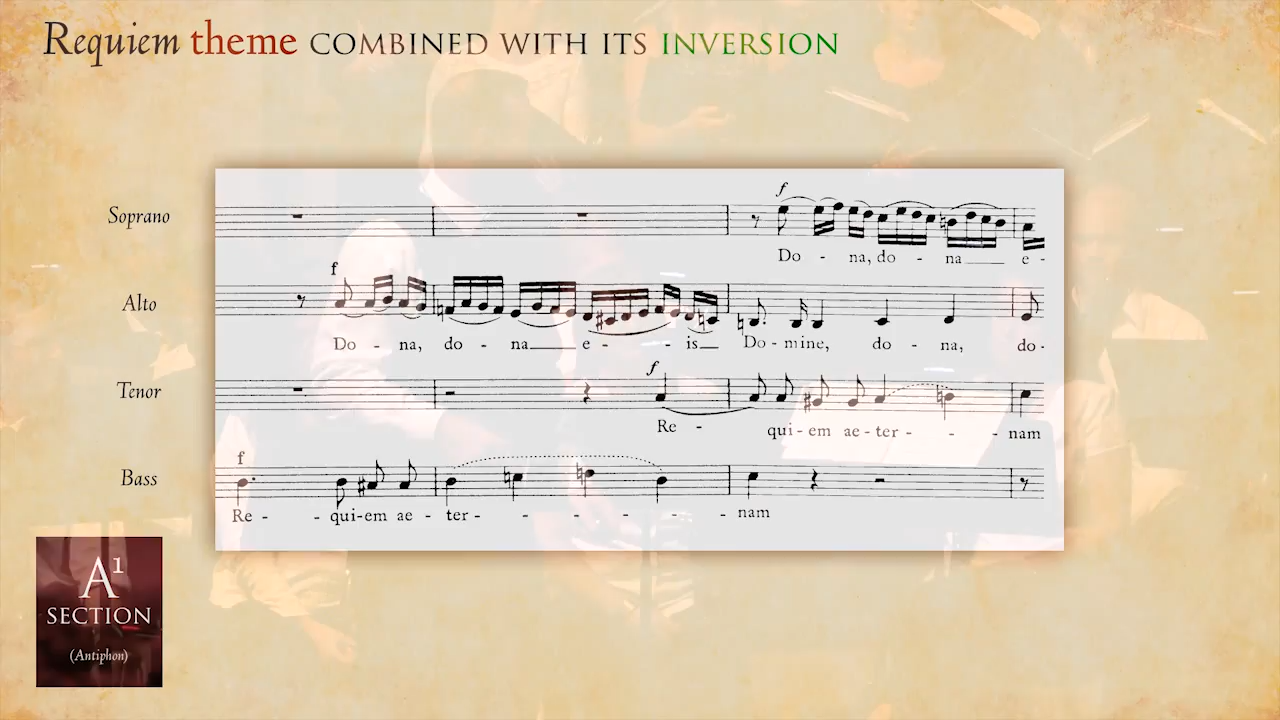 Requiem theme COMBINED WITH ITS INVERSION
Soprano
f
Do - na, do - na e -
Alto
f
Do - na, do - na e - - is Do - mine, do - na, do -
Tenor
f
Re - qui - em ae - ter - - - nam
Bass
f
Re - - qui-em ae - ter - - - - - - nam
A1
SECTION
(Antiphon)